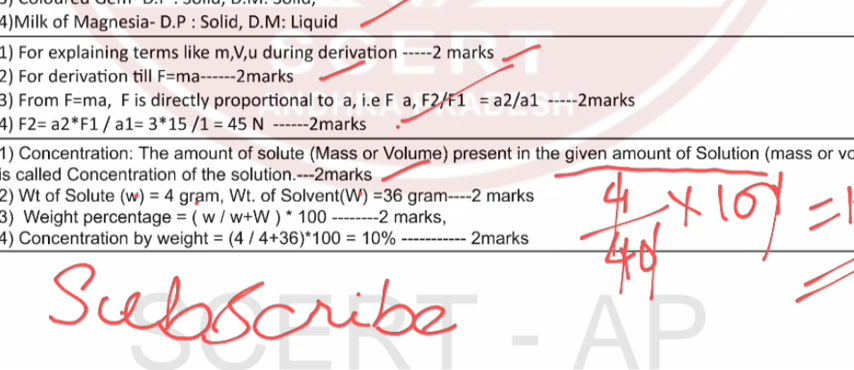 4)Milk of Magnesia- D.P : Solid, D.M: Liquid
1) For explaining terms like m,V,u during derivation -----2 marks
2) For derivation till F=ma------2marks
3) From F=ma, F is directly proportional to a, i.e F a, F2/F1 = a2/a1 -----2marks
4) F2= a2*F1 / a1= 3*15 /1 = 45 N ------2marks
1) Concentration: The amount of solute (Mass or Volume) present in the given amount of Solution (mass or vo
is called Concentration of the solution.---2marks
2) Wt of Solute (w) = 4 gram, Wt. of Solvent(W) =36 gram----2 marks
3) Weight percentage = ( w / w+W ) * 100 --------2 marks,
4) Concentration by weight = (4 / 4+36)*100 = 10% ----------- 2marks
4/40 x 100 =1
Subscribe
SCERT
ANDHRA PRADESH
SCERT - AP